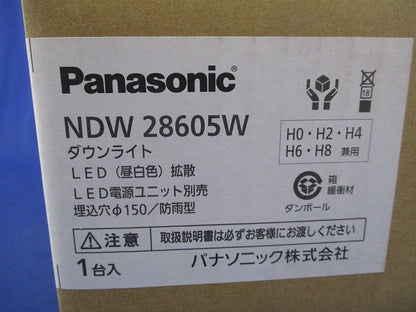 Panasonic®
NDW 28605W
ダウンライト
LED（昼白色）拡散
LED電源ユニット別売
埋込穴φ150／防雨型
18
H0・H2・H4
H6・H8 兼用
箱
緩衝材
ダンボール
注意
取扱説明書は必ずお客様にお渡しください。
1台入
パナソニック株式会社